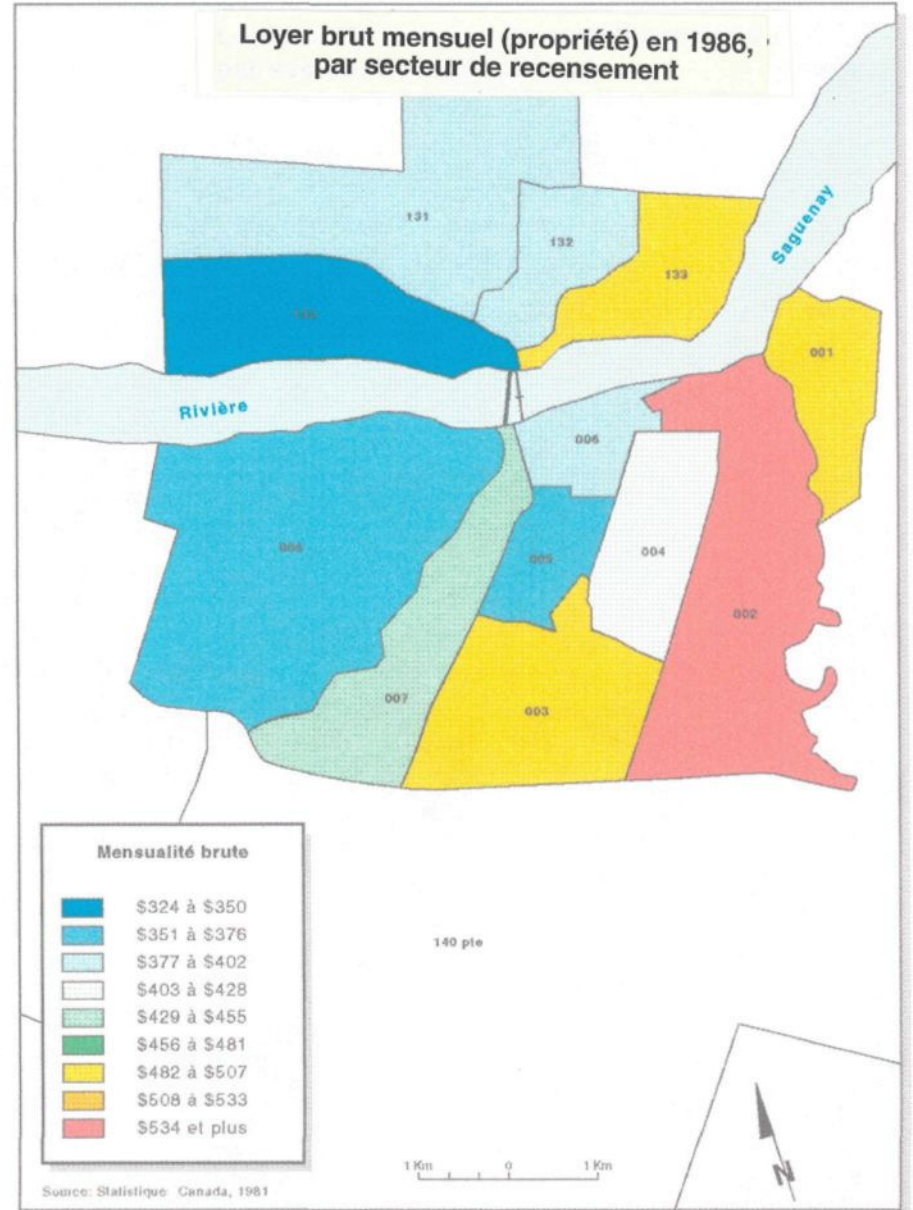 Loyer brut mensuel (propriété) en 1986,
par secteur de recensement
131
132
133
Saguenay
001
Rivière
006
004
005
002
007
003
Mensualité brute
$324 à $350
$351 à $376
$377 à $402
$403 à $428
$429 à $455
$456 à $481
$482 à $507
$508 à $533
$534 et plus
140 pte
1 Km 0 1 Km
N
Source: Statistique Canada, 1981